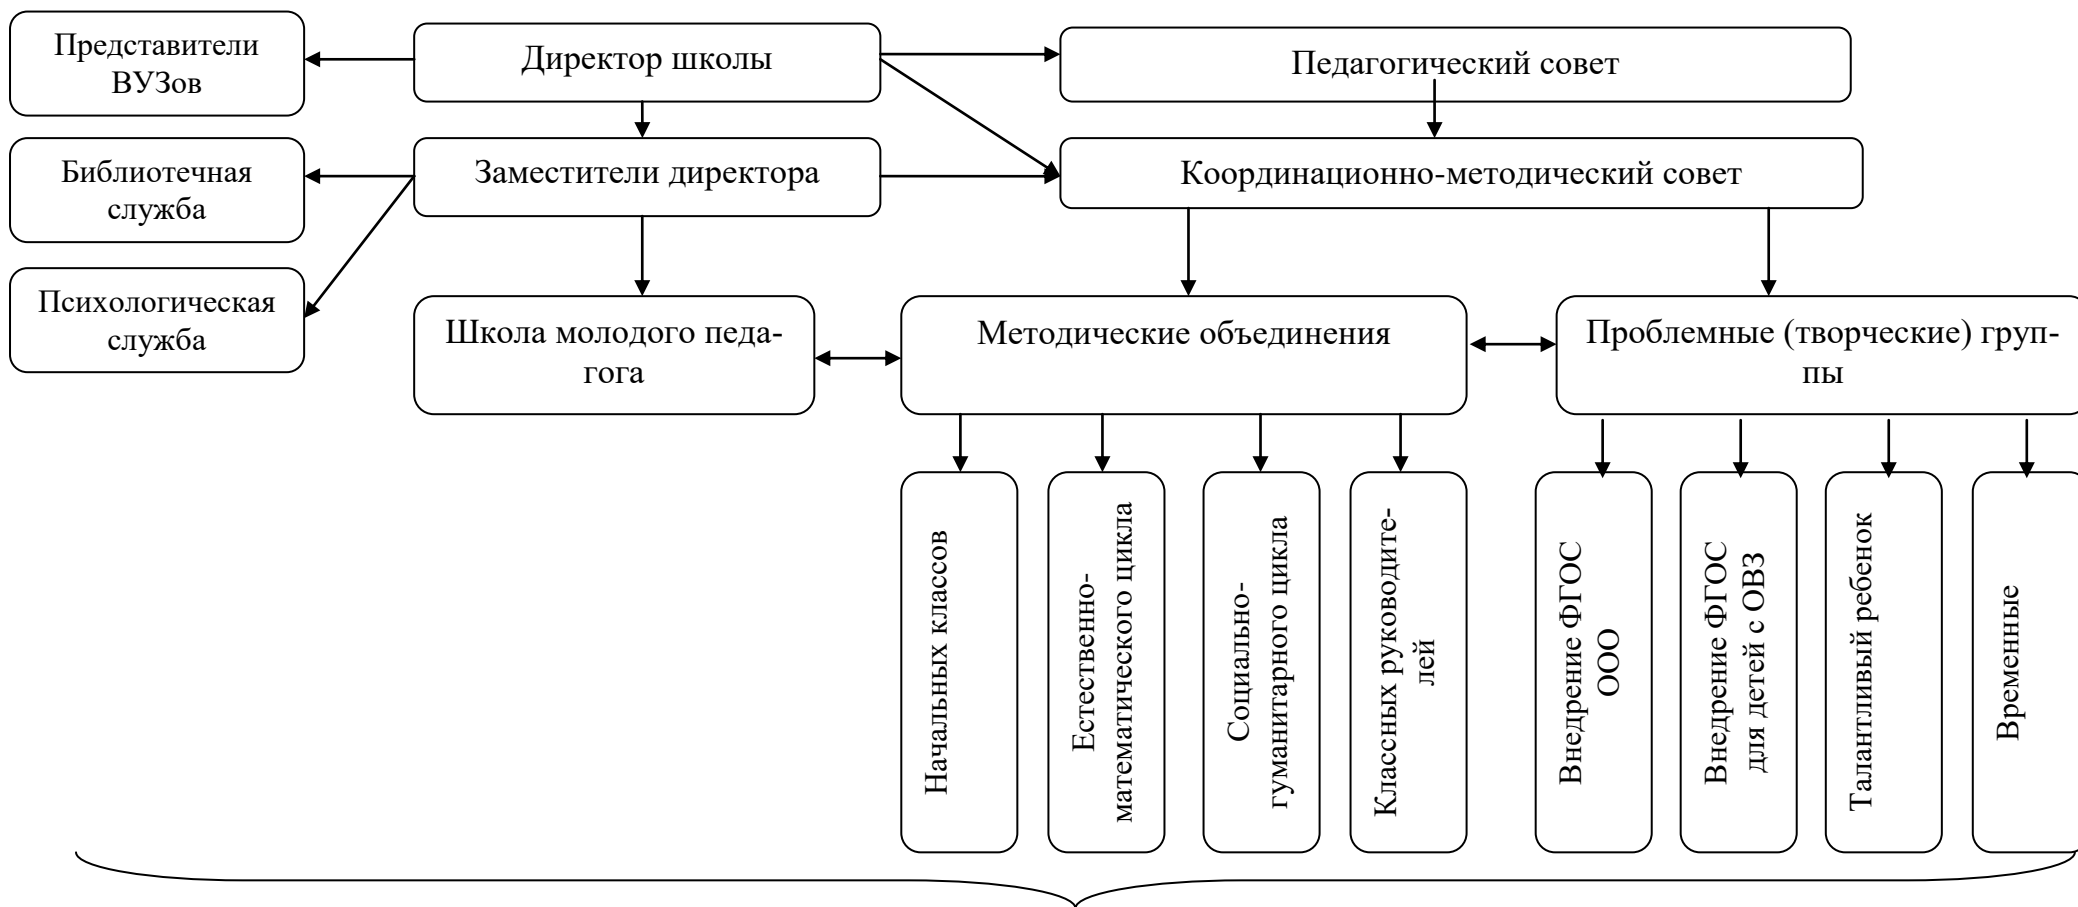 Представители
ВУЗов
Директор школы
Педагогический совет
Библиотечная
служба
Заместители директора
Координационно-методический совет
Психологическая
служба
Школа молодого педа-
гога
Методические объединения
Проблемные (творческие) груп-
пы
Начальных классов
Естественно-
математического цикла
Социально-
гуманитарного цикла
Классных руководите-
лей
Внедрение ФГОС
ООО
Внедрение ФГОС
для детей с ОВЗ
Талантливый ребенок
Временные